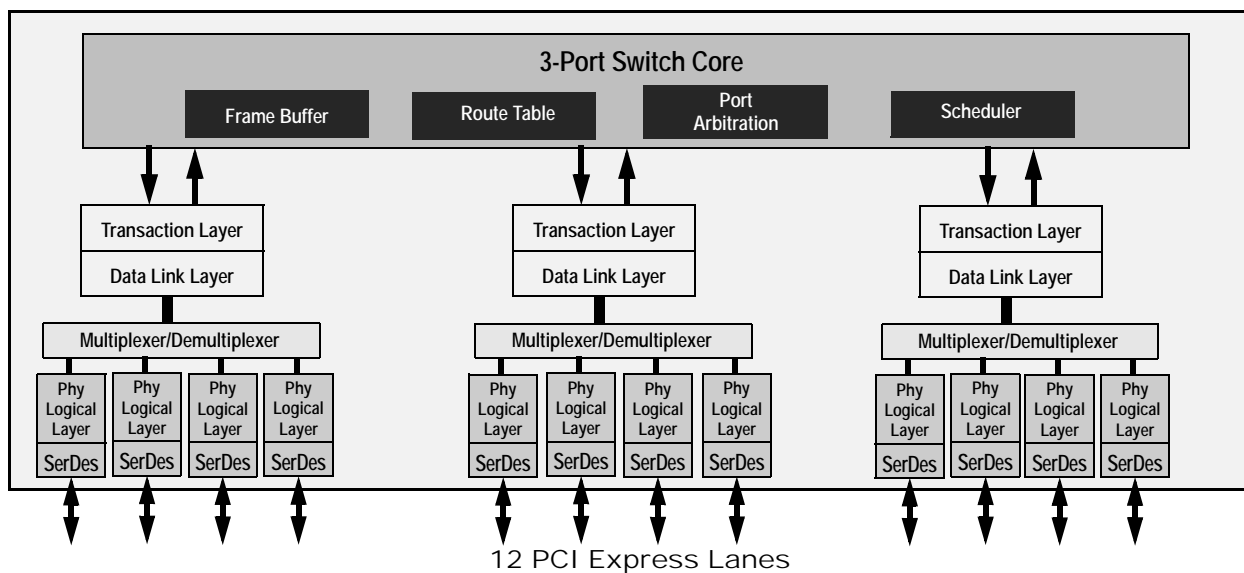 3-Port Switch Core
Frame Buffer
Route Table
Port
Arbitration
Scheduler
Transaction Layer
Data Link Layer
Multiplexer/Demultiplexer
Phy
Logical
Layer
SerDes
Phy
Logical
Layer
SerDes
Phy
Logical
Layer
SerDes
Phy
Logical
Layer
SerDes
Transaction Layer
Data Link Layer
Multiplexer/Demultiplexer
Phy
Logical
Layer
SerDes
Phy
Logical
Layer
SerDes
Phy
Logical
Layer
SerDes
Phy
Logical
Layer
SerDes
Transaction Layer
Data Link Layer
Multiplexer/Demultiplexer
Phy
Logical
Layer
SerDes
Phy
Logical
Layer
SerDes
Phy
Logical
Layer
SerDes
Phy
Logical
Layer
SerDes
12 PCI Express Lanes